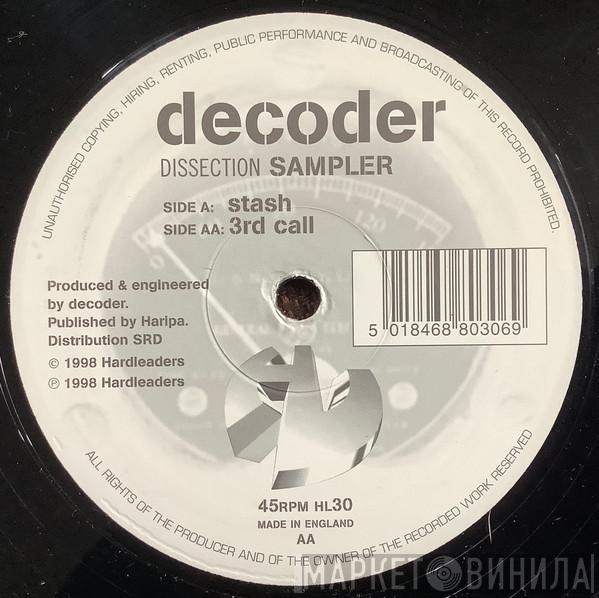 UNAUTHORISED COPYING, HIRING, RENTING, PUBLIC PERFORMANCE AND BROADCASTING OF THIS RECORD PROHIBITED.
decoder
DISSECTION SAMPLER
SIDE A: stash
SIDE AA: 3rd call
Produced & engineered
by decoder.
Published by Haripa.
Distribution SRD
© 1998 Hardleaders
℗ 1998 Hardleaders
5 018468 803069
45RPM HL30
MADE IN ENGLAND
AA
ALL RIGHTS OF THE PRODUCER AND OF THE OWNER OF THE RECORDED WORK RESERVED
МАРКЕТ ВИНИЛА
120